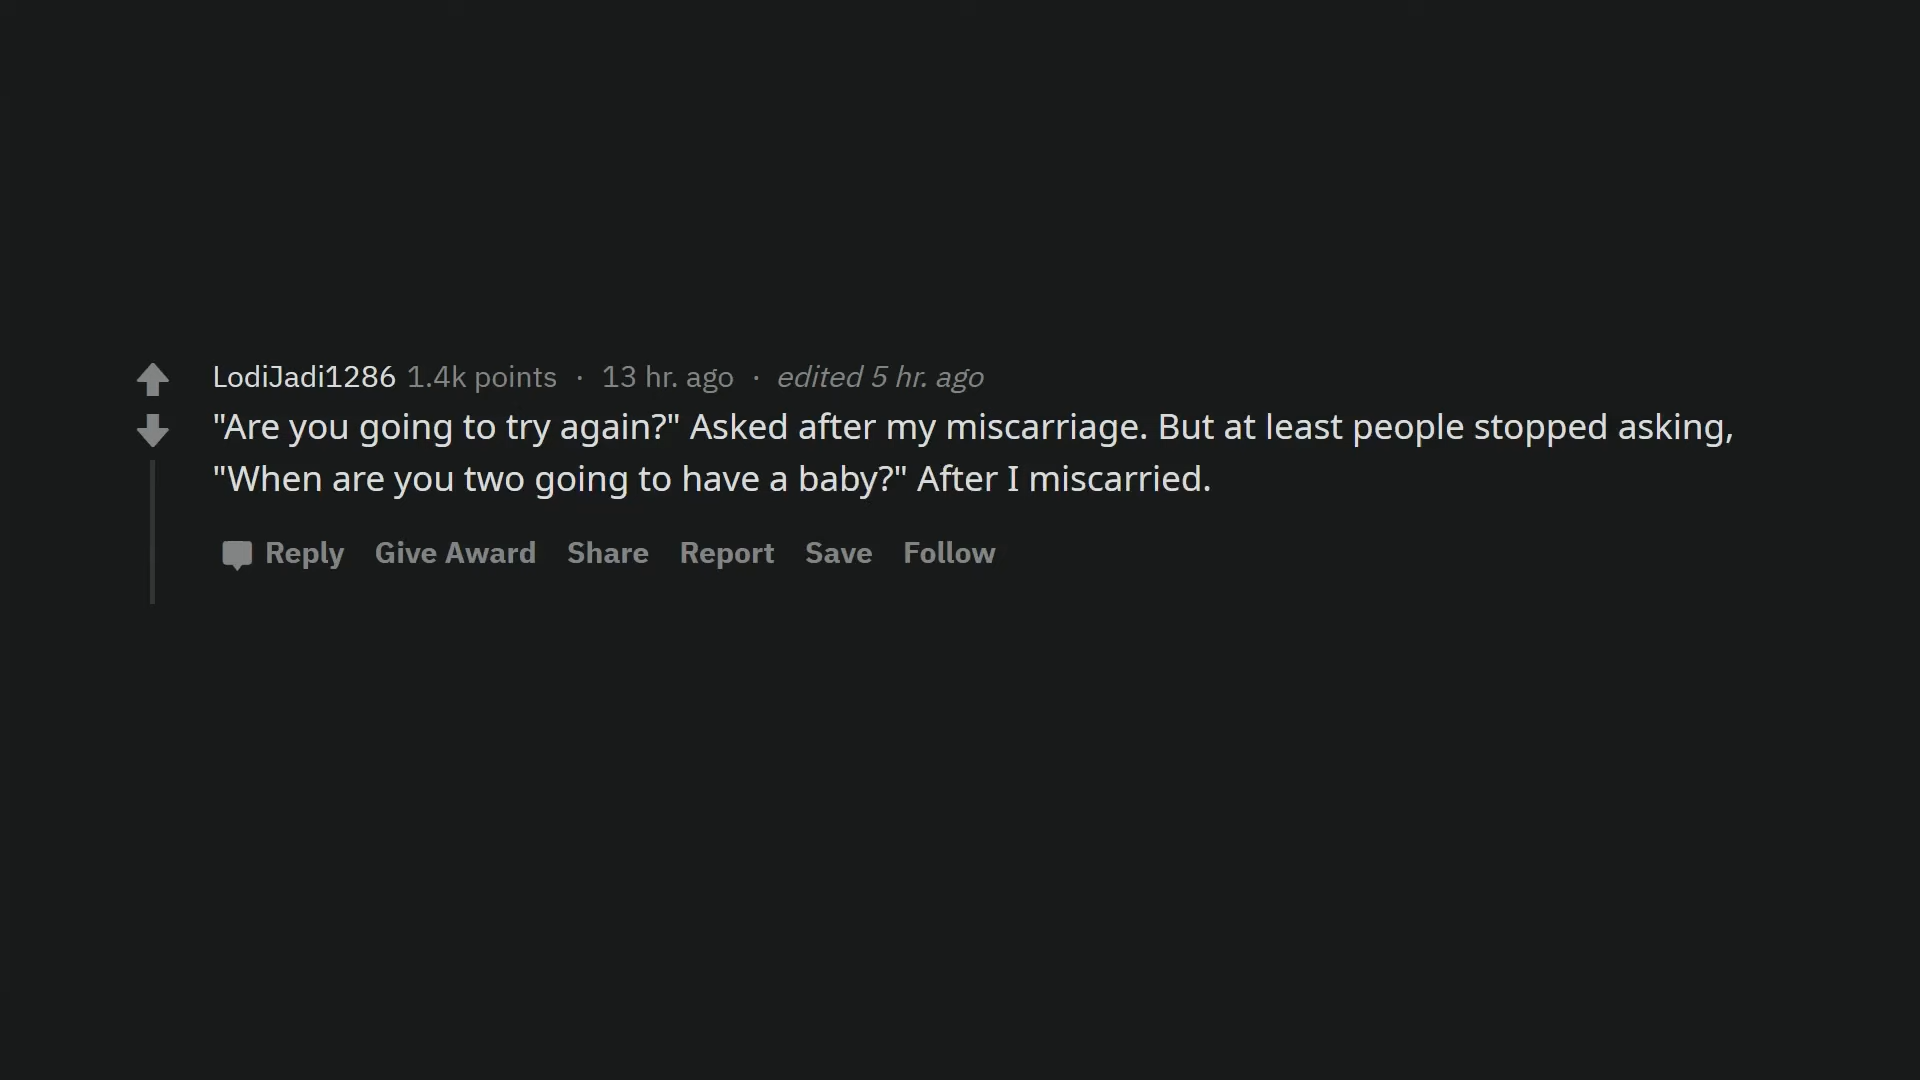 LodiJadi1286 1.4k points · 13 hr. ago · edited 5 hr. ago
"Are you going to try again?" Asked after my miscarriage. But at least people stopped asking,
"When are you two going to have a baby?" After I miscarried.
Reply Give Award Share Report Save Follow